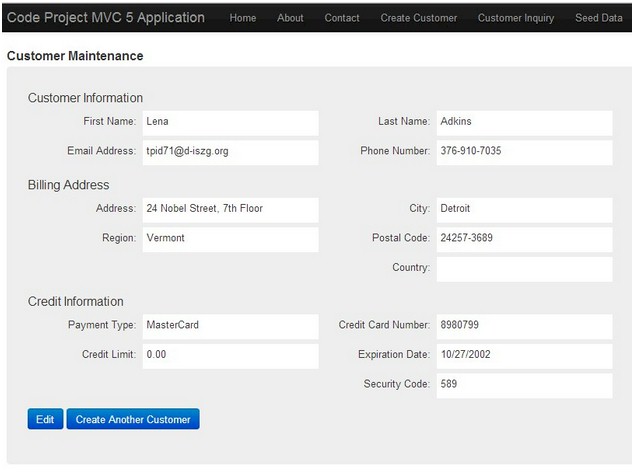 Code Project MVC 5 Application Home About Contact Create Customer Customer Inquiry Seed Data
Customer Maintenance
Customer Information
First Name: Lena Last Name: Adkins
Email Address: tpid71@d-iszg.org Phone Number: 376-910-7035
Billing Address
Address: 24 Nobel Street, 7th Floor City: Detroit
Region: Vermont Postal Code: 24257-3689
Country:
Credit Information
Payment Type: MasterCard Credit Card Number: 8980799
Credit Limit: 0.00 Expiration Date: 10/27/2002
Security Code: 589
Edit Create Another Customer